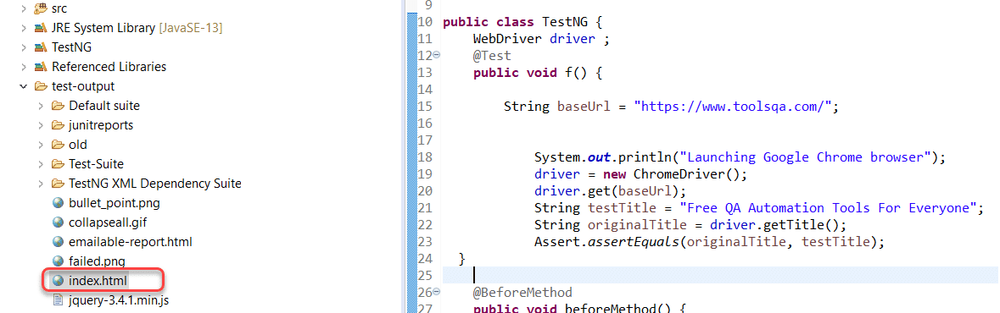 src
JRE System Library [JavaSE-13]
TestNG
Referenced Libraries
test-output
Default suite
junitreports
old
Test-Suite
TestNG XML Dependency Suite
bullet_point.png
collapseall.gif
emailable-report.html
failed.png
index.html
jquery-3.4.1.min.js
9
10 public class TestNG {
11 WebDriver driver ;
12 @Test
13 public void f() {
14
15 String baseUrl = "https://www.toolsqa.com/";
16
17
18 System.out.println("Launching Google Chrome browser");
19 driver = new ChromeDriver();
20 driver.get(baseUrl);
21 String testTitle = "Free QA Automation Tools For Everyone";
22 String originalTitle = driver.getTitle();
23 Assert.assertEquals(originalTitle, testTitle);
24 }
25
26 @BeforeMethod
27 public void beforeMethod() {